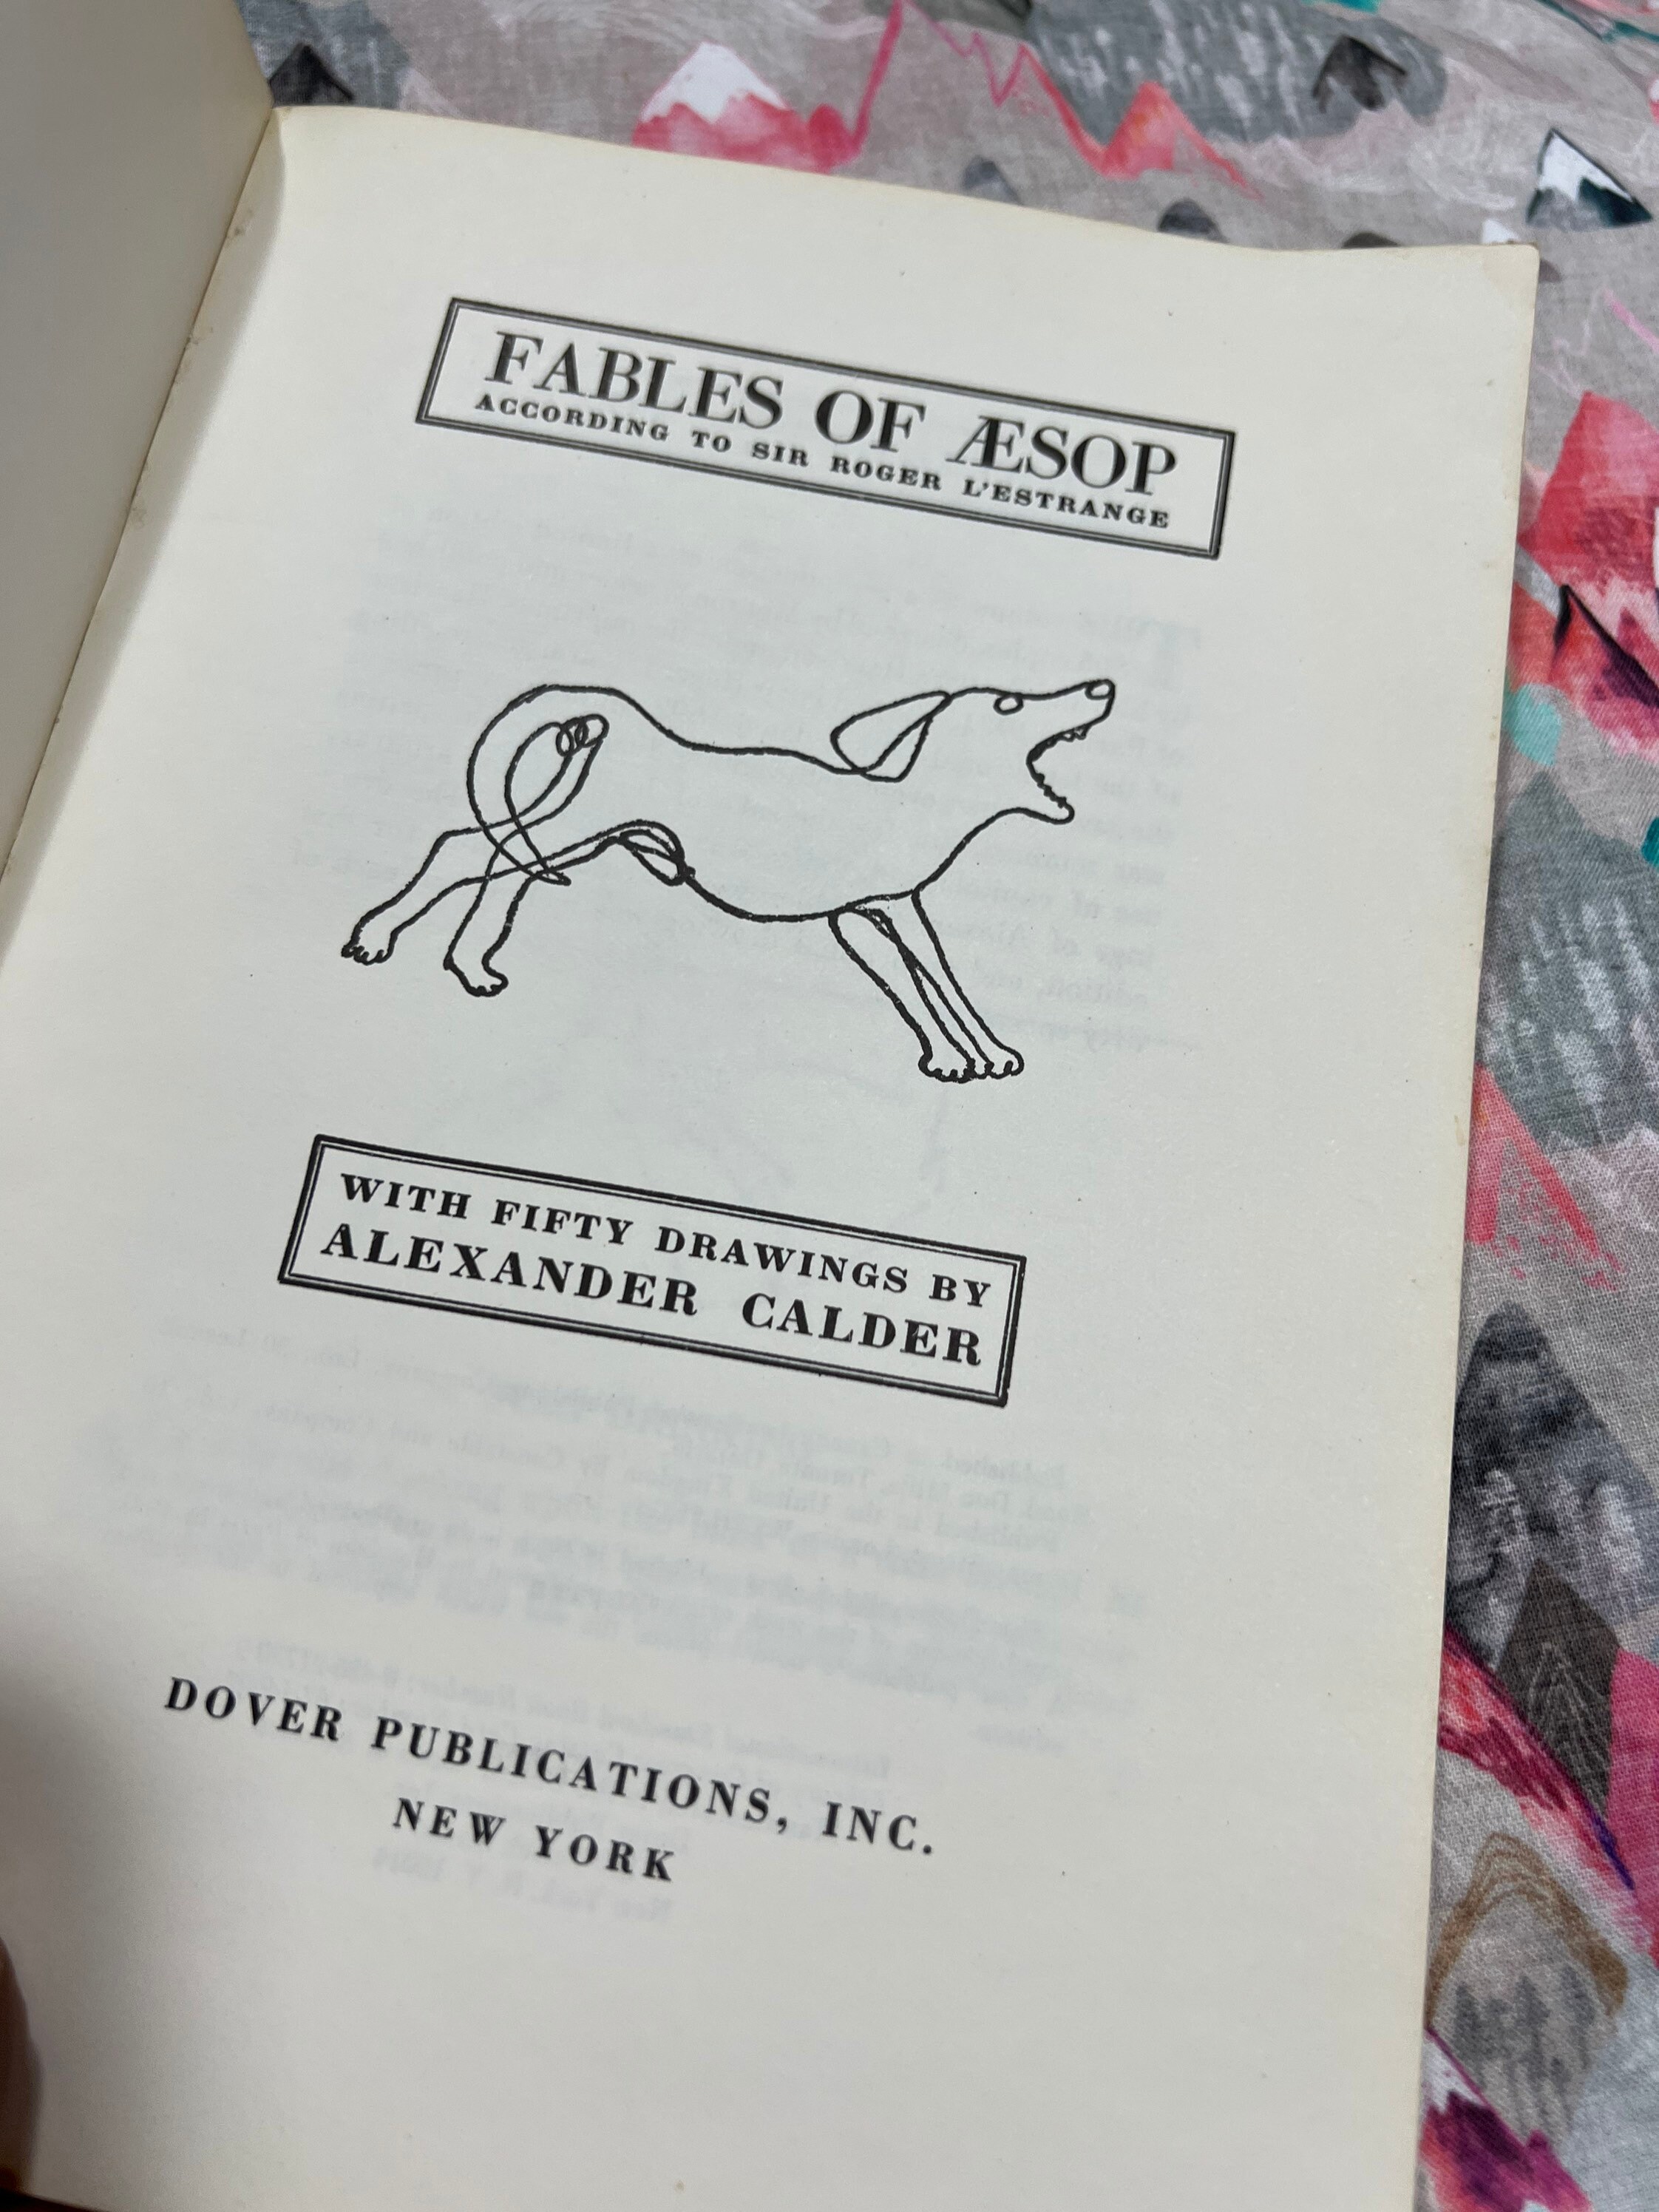 FABLES OF ÆSOP
ACCORDING TO SIR ROGER L'ESTRANGE
WITH FIFTY DRAWINGS BY
ALEXANDER CALDER
DOVER PUBLICATIONS, INC.
NEW YORK